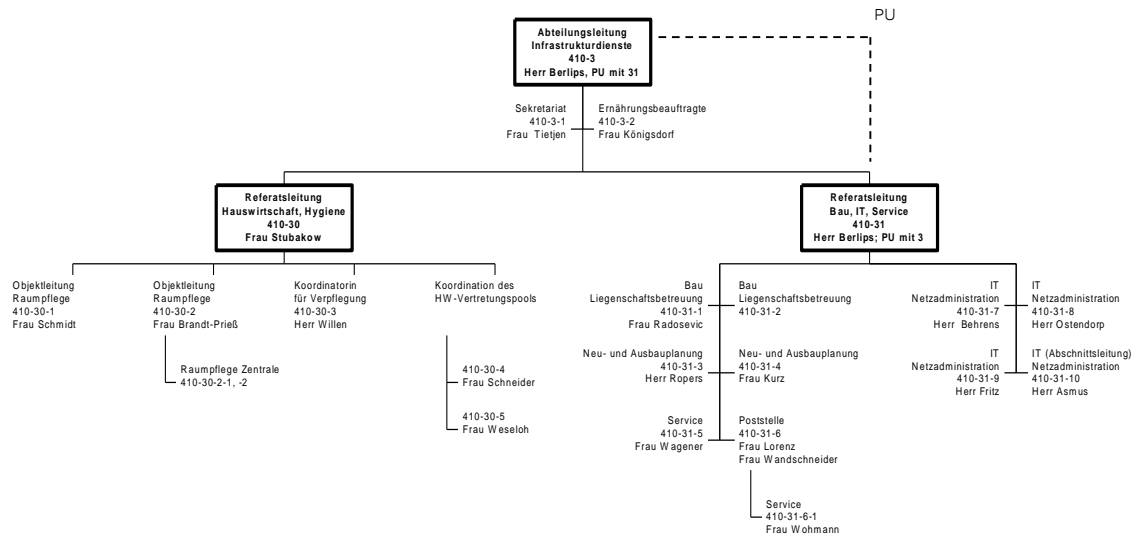 PU
Abteilungsleitung
Infrastrukturdienste
410-3
Herr Berlips, PU mit 31
Sekretariat
410-3-1
Frau Tietjen
Ernährungsbeauftragte
410-3-2
Frau Königsdorf
Referatsleitung
Hauswirtschaft, Hygiene
410-30
Frau Stubakow
Referatsleitung
Bau, IT, Service
410-31
Herr Berlips; PU mit 3
Objektleitung
Raumpflege
410-30-1
Frau Schmidt
Objektleitung
Raumpflege
410-30-2
Frau Brandt-Prieß
Raumpflege Zentrale
410-30-2-1, -2
Koordinatorin
für Verpflegung
410-30-3
Herr Willen
Koordination des
HW-Vertretungspools
410-30-4
Frau Schneider
410-30-5
Frau Weseloh
Bau
Liegenschaftsbetreuung
410-31-1
Frau Radosevic
Bau
Liegenschaftsbetreuung
410-31-2
Neu- und Ausbauplanung
410-31-3
Herr Ropers
Neu- und Ausbauplanung
410-31-4
Frau Kurz
Service
410-31-5
Frau Wagener
Poststelle
410-31-6
Frau Lorenz
Frau Wandschneider
Service
410-31-6-1
Frau Wohmann
IT
Netzadministration
410-31-7
Herr Behrens
IT
Netzadministration
410-31-8
Herr Ostendorp
IT
Netzadministration
410-31-9
Herr Fritz
IT (Abschnittsleitung)
Netzadministration
410-31-10
Herr Asmus